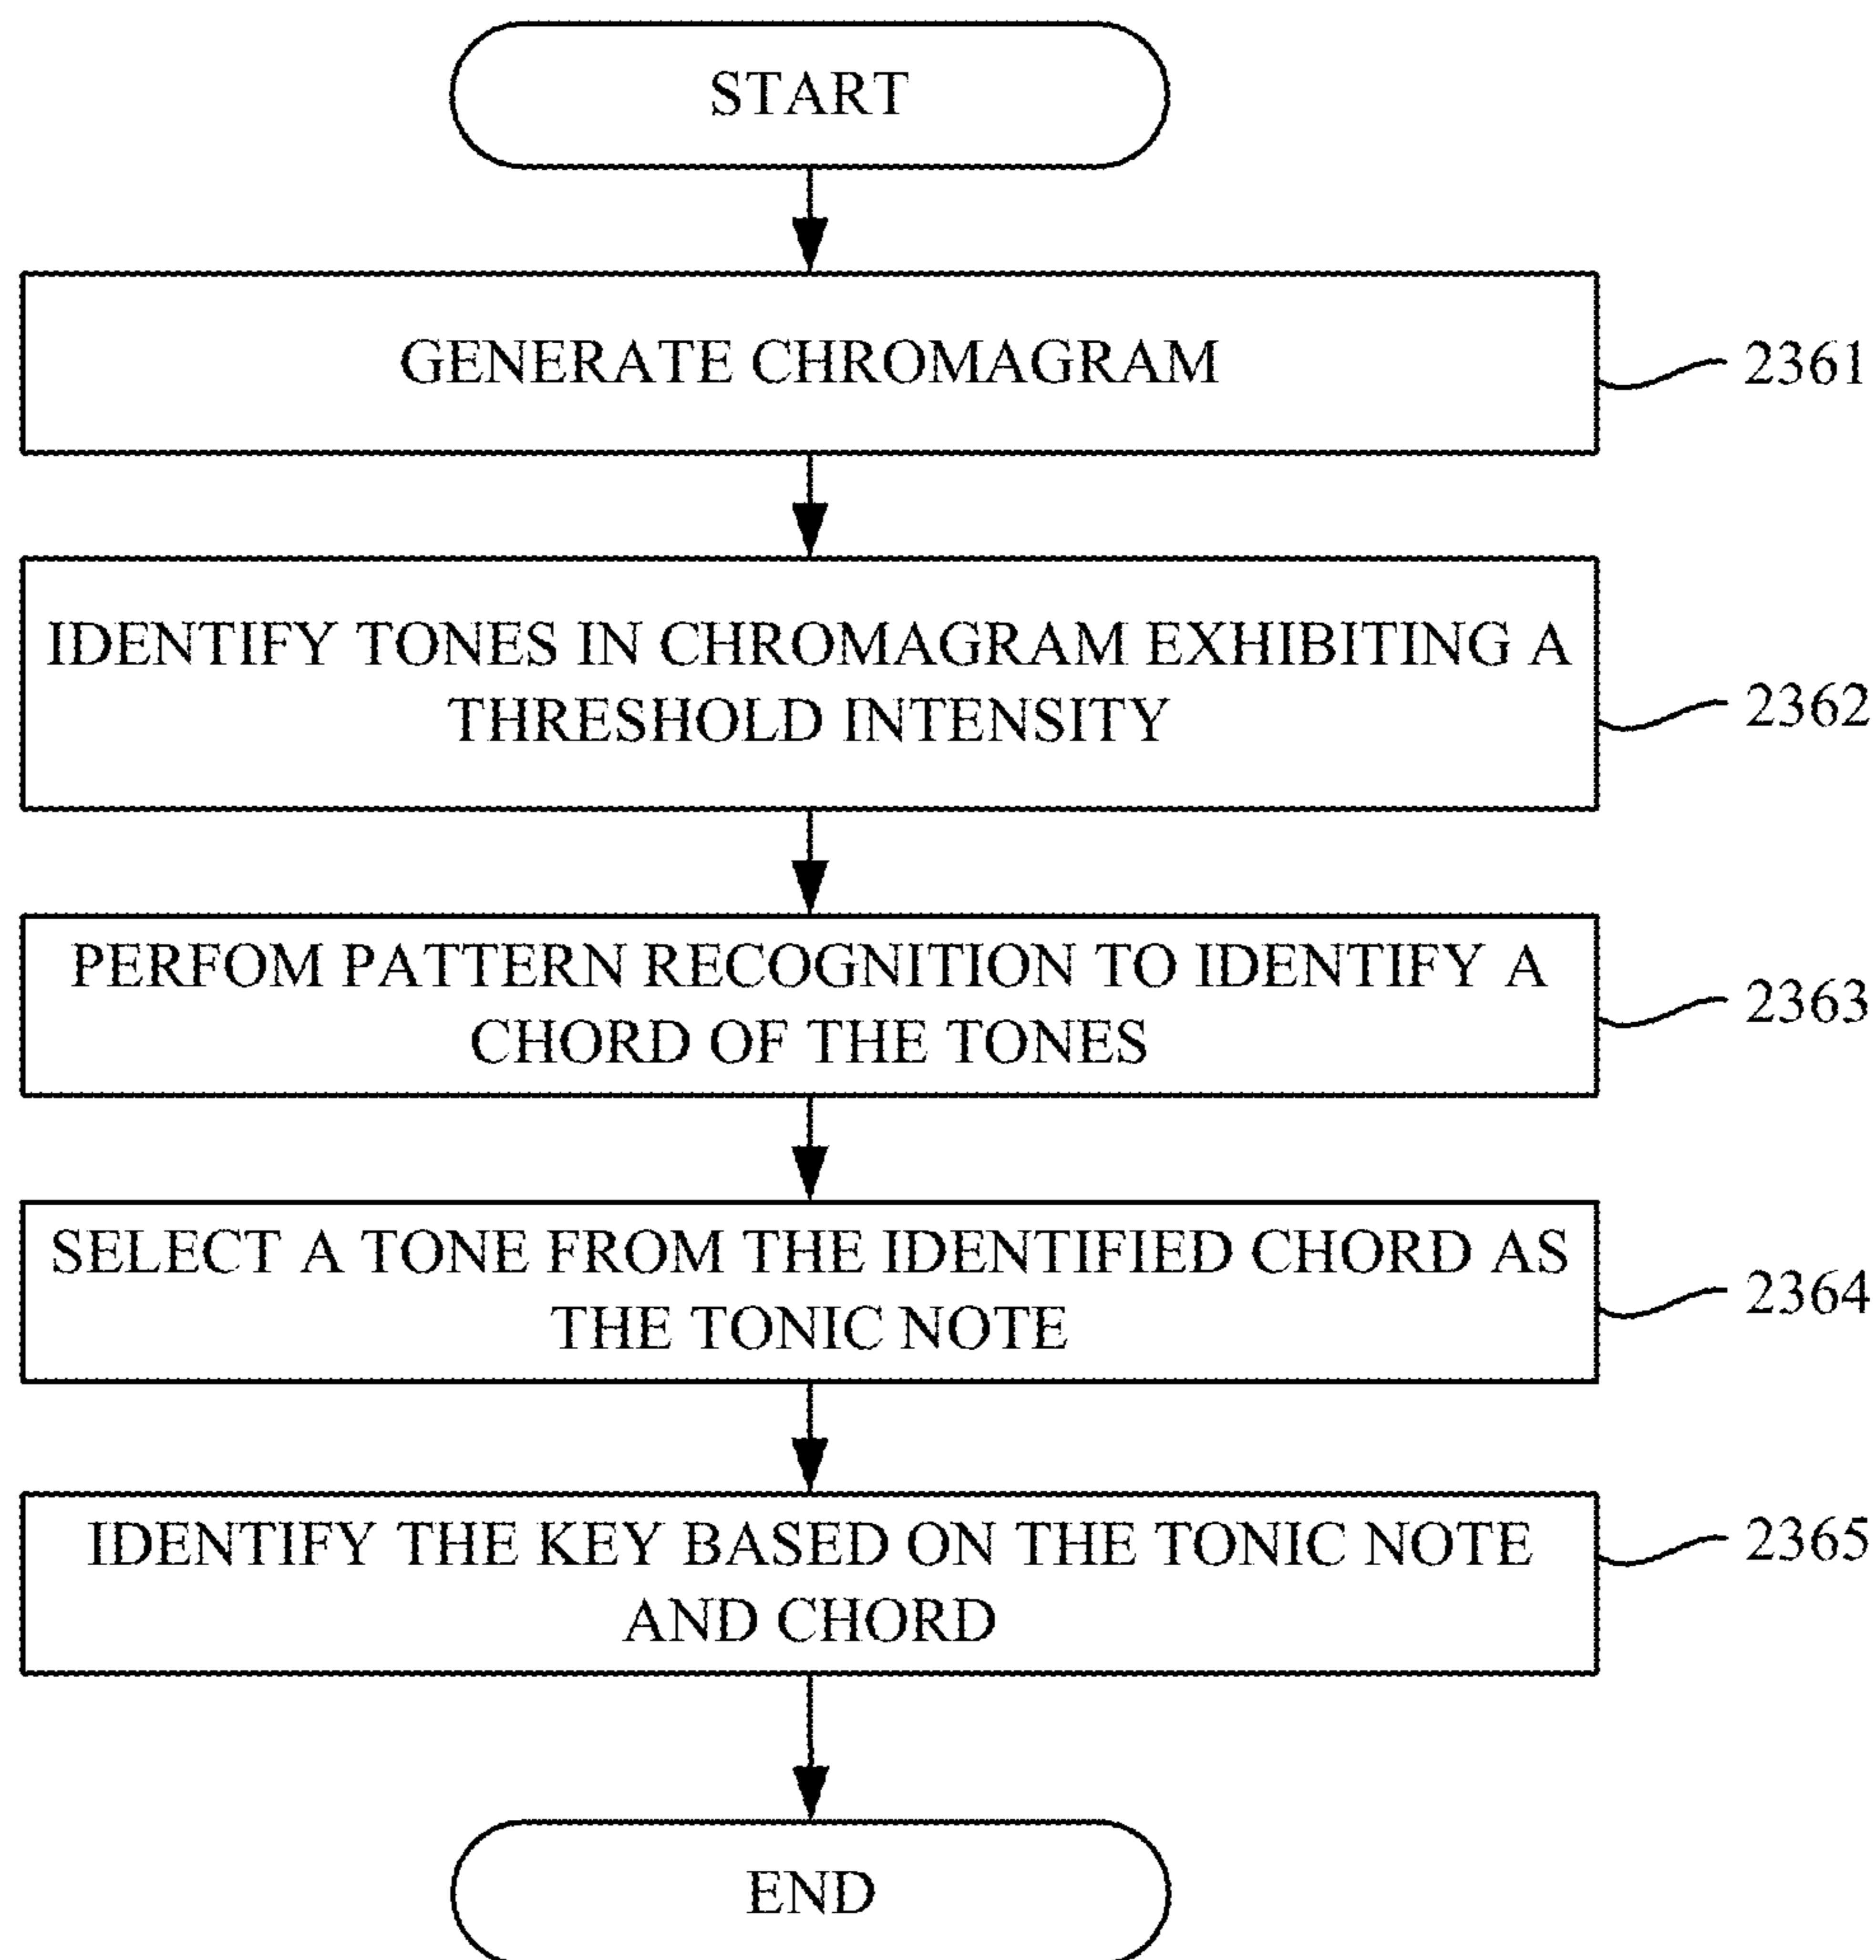 START
GENERATE CHROMAGRAM
2361
IDENTIFY TONES IN CHROMAGRAM EXHIBITING A
THRESHOLD INTENSITY
2362
PERFOM PATTERN RECOGNITION TO IDENTIFY A
CHORD OF THE TONES
2363
SELECT A TONE FROM THE IDENTIFIED CHORD AS
THE TONIC NOTE
2364
IDENTIFY THE KEY BASED ON THE TONIC NOTE
AND CHORD
2365
END